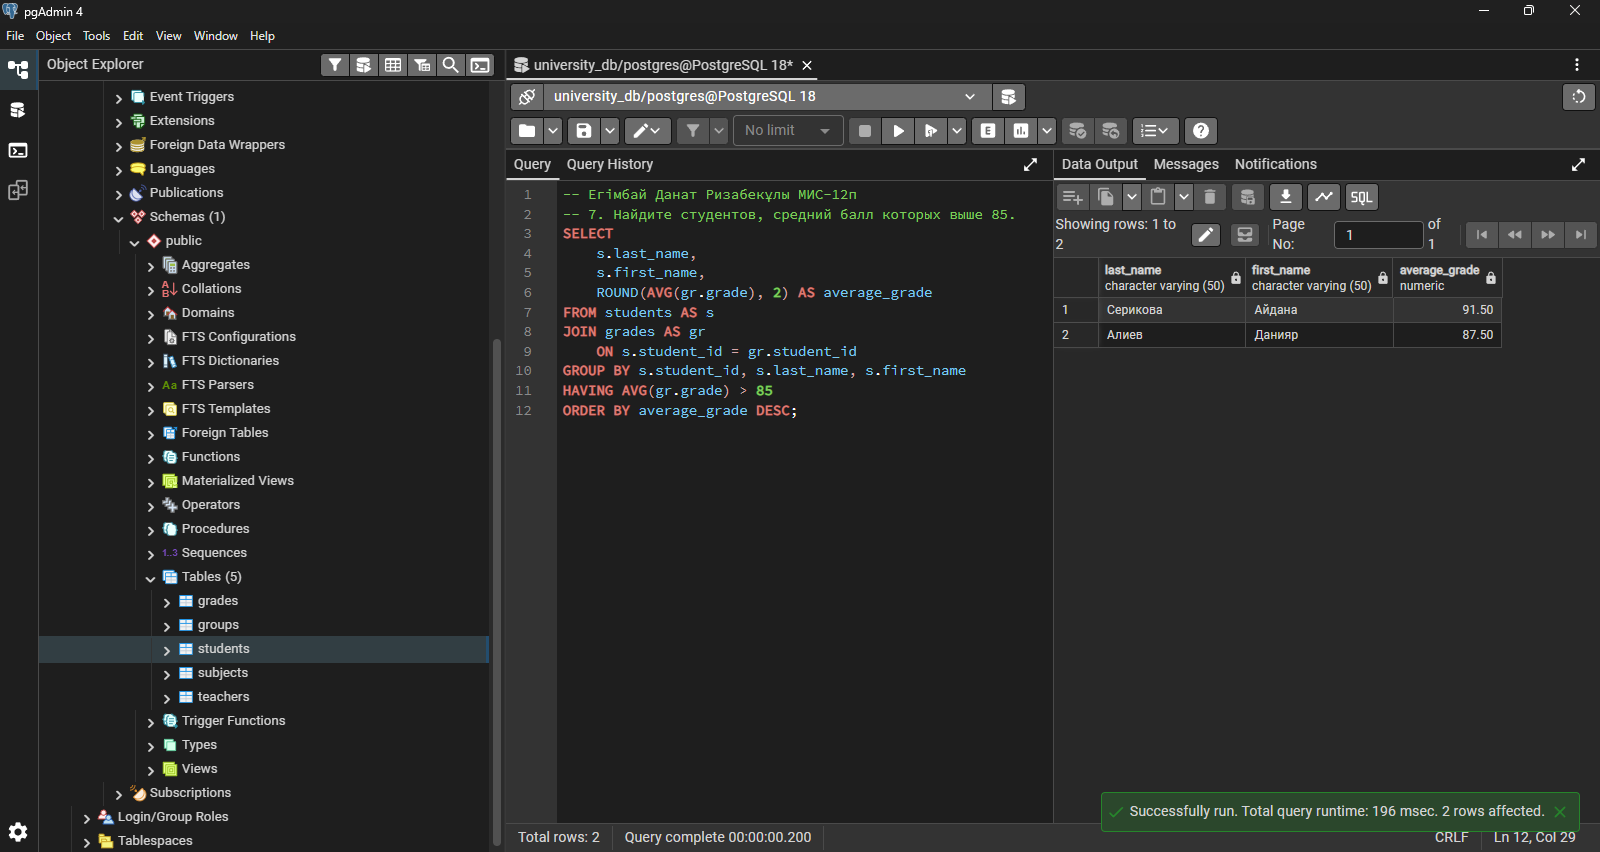 pgAdmin 4
File Object Tools Edit View Window Help
Object Explorer
Event Triggers
Extensions
Foreign Data Wrappers
Languages
Publications
Schemas (1)
public
Aggregates
Collations
Domains
FTS Configurations
FTS Dictionaries
Aa FTS Parsers
FTS Templates
Foreign Tables
Functions
Materialized Views
Operators
Procedures
1..3 Sequences
Tables (5)
grades
groups
students
subjects
teachers
Trigger Functions
Types
Views
Subscriptions
Login/Group Roles
Tablespaces
university_db/postgres@PostgreSQL 18*
university_db/postgres@PostgreSQL 18
No limit
E
Query Query History
1 -- Егімбай Данат Ризабекұлы МИС-12п
2 -- 7. Найдите студентов, средний балл которых выше 85.
3 SELECT
4 s.last_name,
5 s.first_name,
6 ROUND(AVG(gr.grade), 2) AS average_grade
7 FROM students AS s
8 JOIN grades AS gr
9 ON s.student_id = gr.student_id
10 GROUP BY s.student_id, s.last_name, s.first_name
11 HAVING AVG(gr.grade) > 85
12 ORDER BY average_grade DESC;
Data Output Messages Notifications
SQL
Showing rows: 1 to 2
Page No: 1 of 1
last_name character varying (50)
first_name character varying (50)
average_grade numeric
1 Серикова Айдана 91.50
2 Алиев Данияр 87.50
Successfully run. Total query runtime: 196 msec. 2 rows affected.
Total rows: 2 Query complete 00:00:00.200 CRLF Ln 12, Col 29